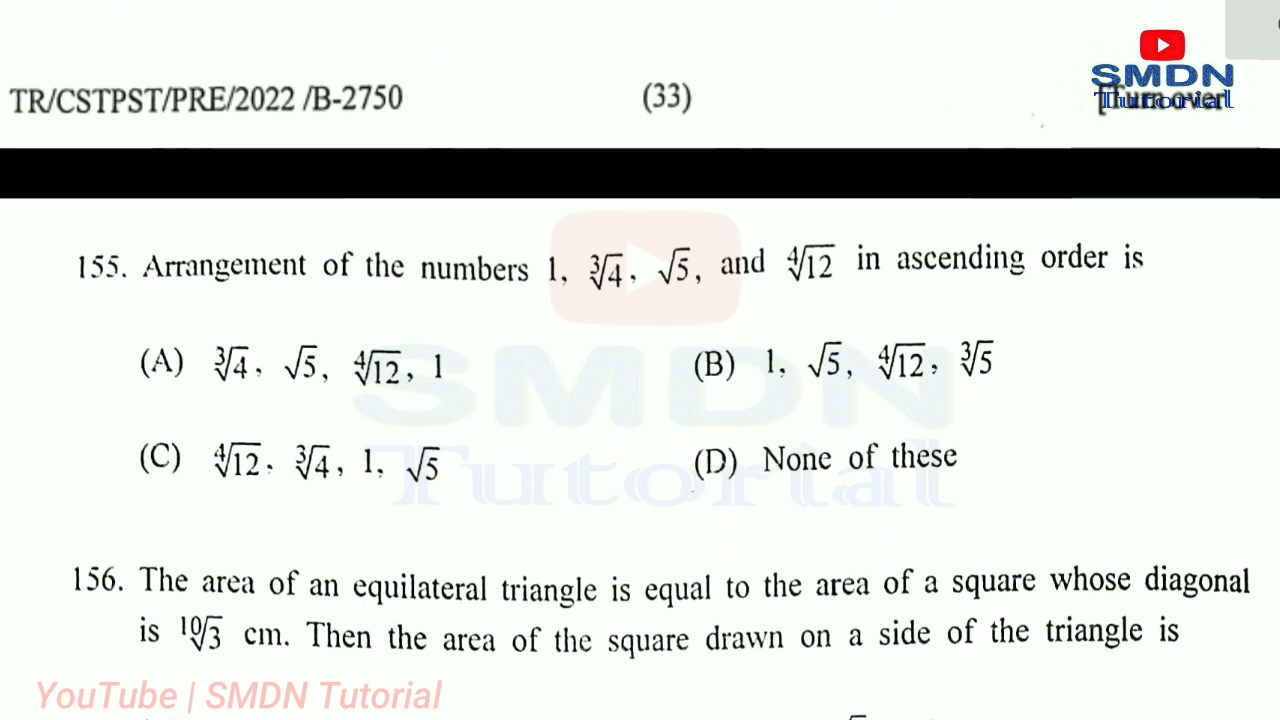 SMDN
Tutorial
TR/CSTPST/PRE/2022 /B-2750 (33) [Turn over
155. Arrangement of the numbers 1, ∛4, √5, and ∜12 in ascending order is
(A) ∛4, √5, ∜12, 1 (B) 1, √5, ∜12, ∛5
(C) ∜12, ∛4, 1, √5 (D) None of these
SMDN
Tutorial
156. The area of an equilateral triangle is equal to the area of a square whose diagonal
is ¹⁰√3 cm. Then the area of the square drawn on a side of the triangle is
YouTube | SMDN Tutorial